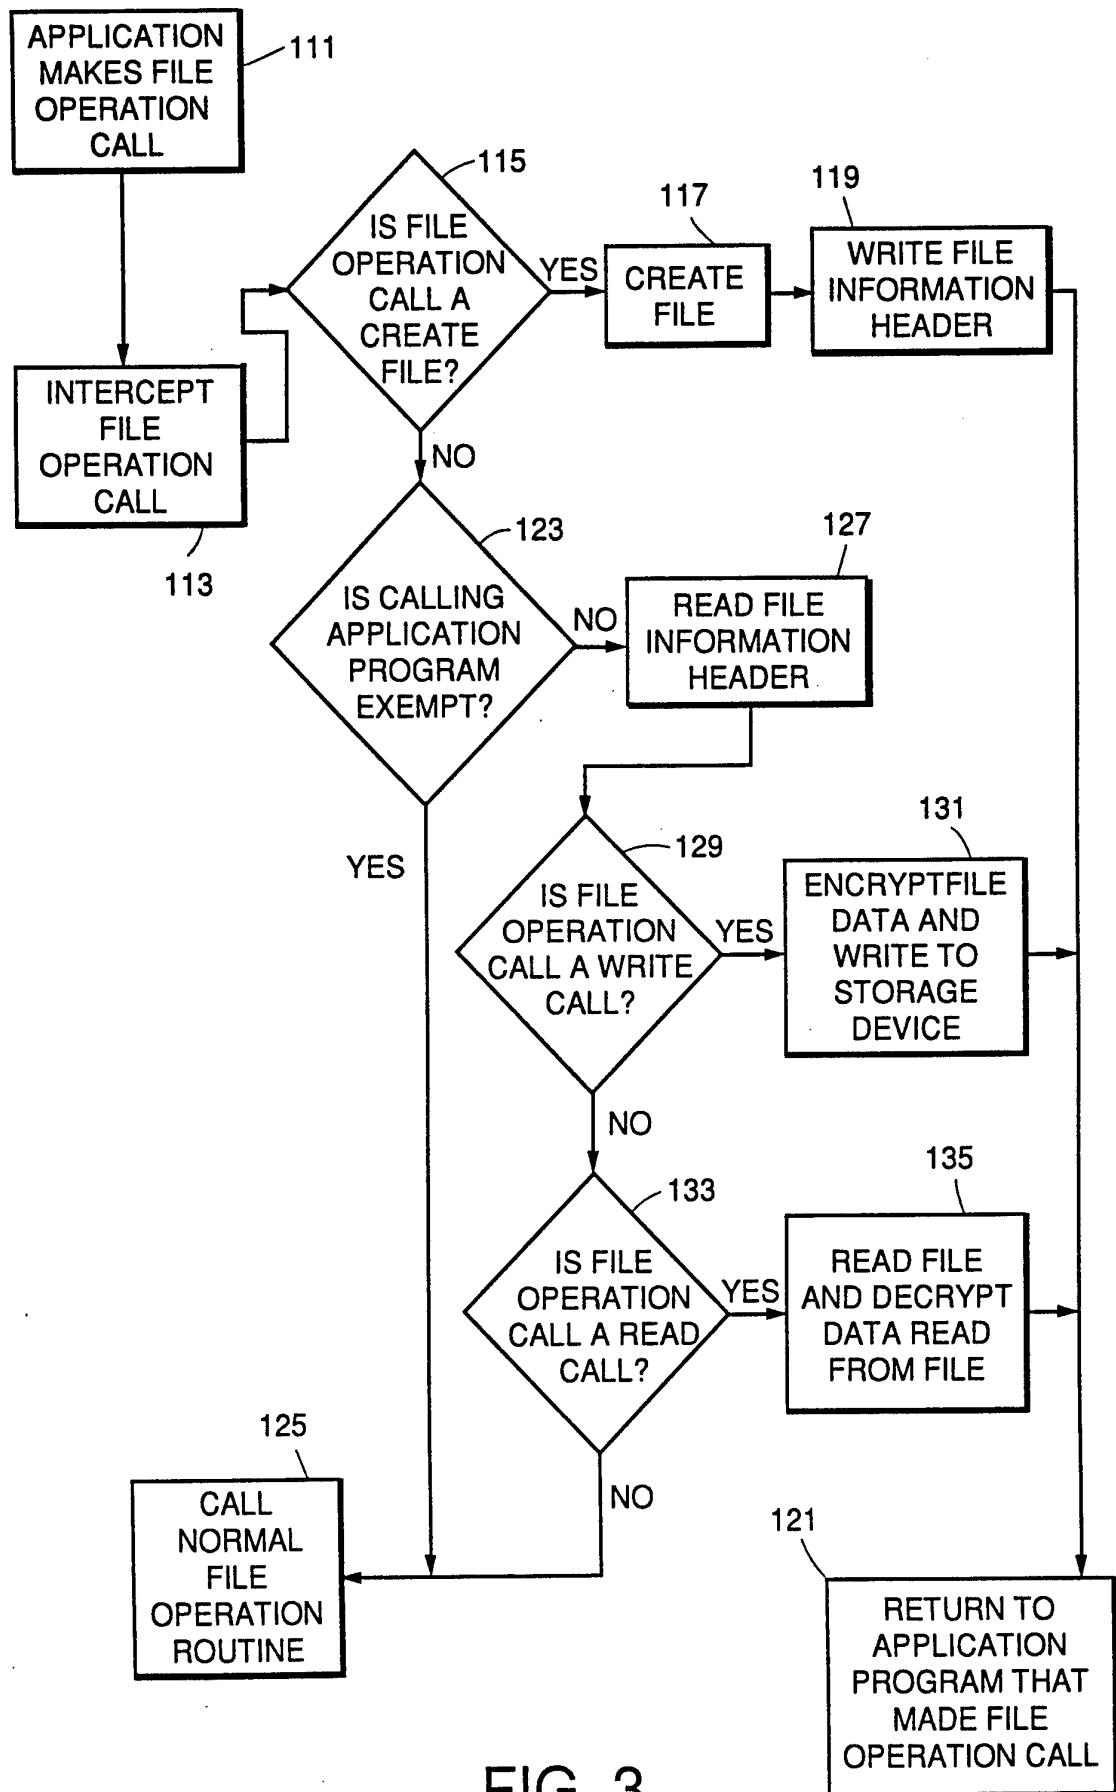 APPLICATION
MAKES FILE
OPERATION
CALL
111
INTERCEPT
FILE
OPERATION
CALL
113
115
IS FILE
OPERATION
CALL A
CREATE
FILE?
YES
NO
117
CREATE
FILE
119
WRITE FILE
INFORMATION
HEADER
123
IS CALLING
APPLICATION
PROGRAM
EXEMPT?
NO
YES
127
READ FILE
INFORMATION
HEADER
129
IS FILE
OPERATION
CALL A WRITE
CALL?
YES
NO
131
ENCRYPTFILE
DATA AND
WRITE TO
STORAGE
DEVICE
133
IS FILE
OPERATION
CALL A READ
CALL?
YES
NO
135
READ FILE
AND DECRYPT
DATA READ
FROM FILE
125
CALL
NORMAL
FILE
OPERATION
ROUTINE
121
RETURN TO
APPLICATION
PROGRAM THAT
MADE FILE
OPERATION CALL
FIG. 3